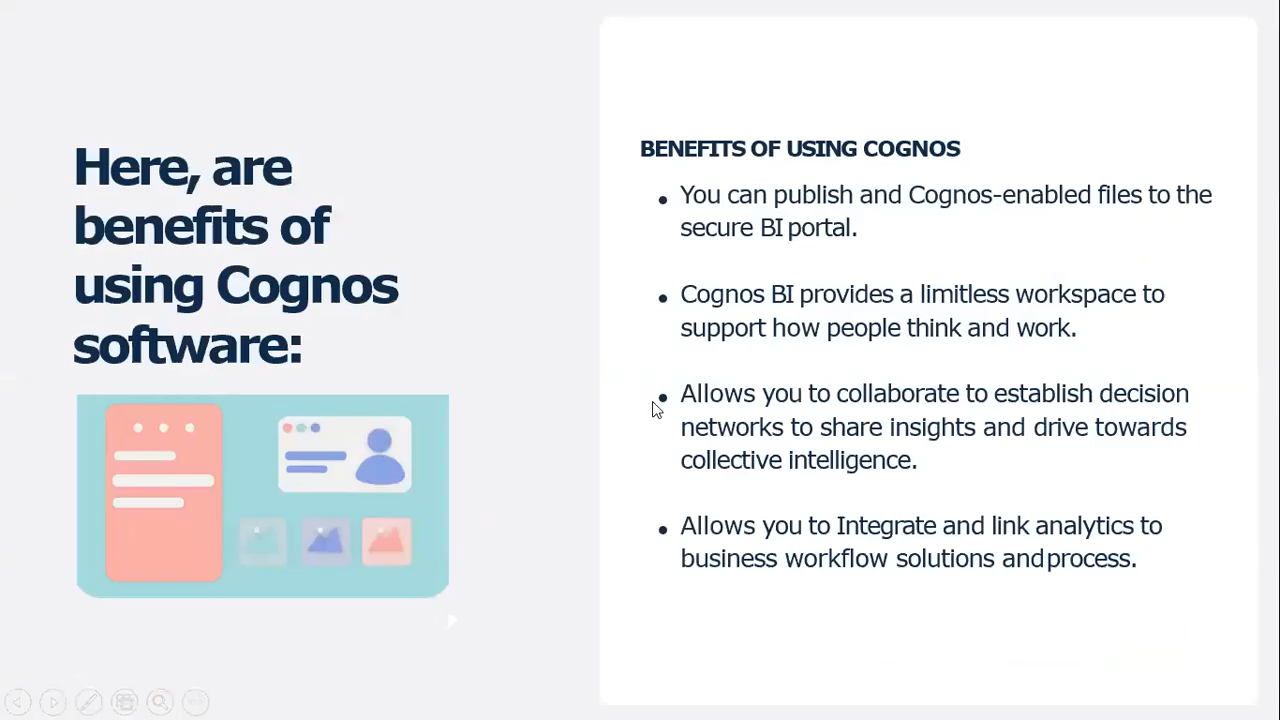 Here, are
benefits of
using Cognos
software:
BENEFITS OF USING COGNOS
• You can publish and Cognos-enabled files to the
secure BI portal.
• Cognos BI provides a limitless workspace to
support how people think and work.
• Allows you to collaborate to establish decision
networks to share insights and drive towards
collective intelligence.
• Allows you to Integrate and link analytics to
business workflow solutions and process.